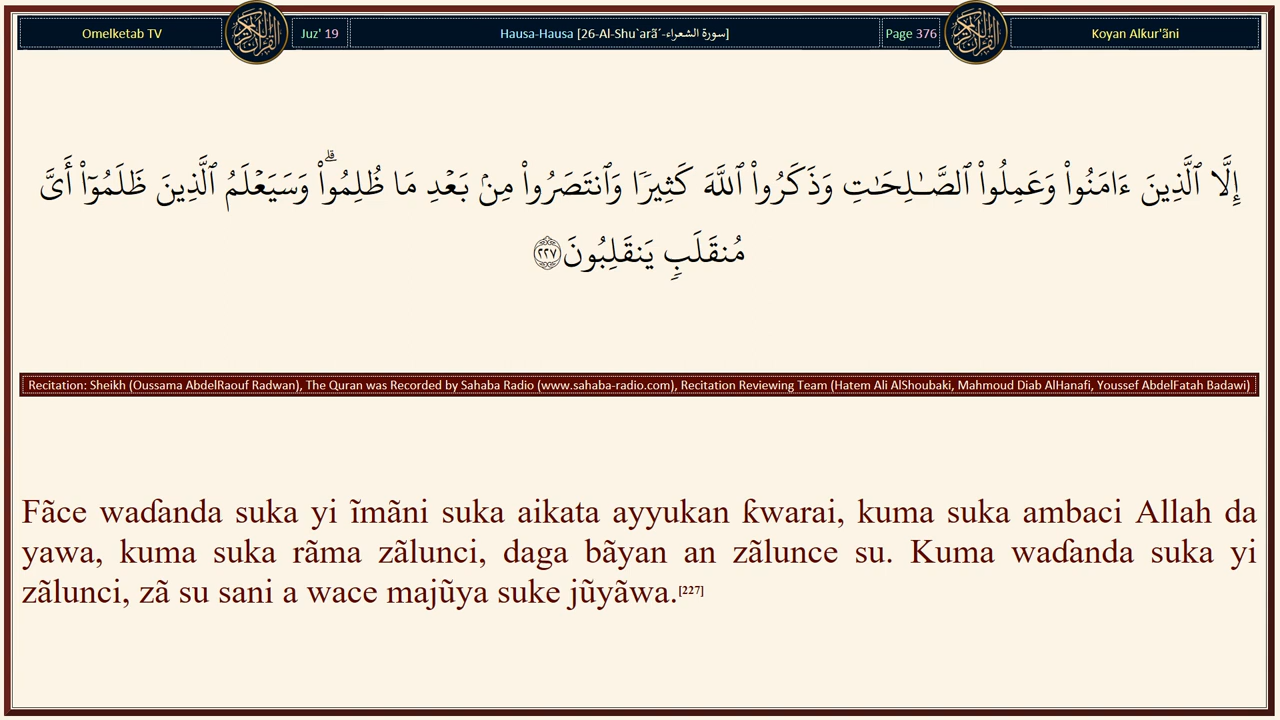 Omelketab TV
Juz' 19
Hausa-Hausa [26-Al-Shu`arã´-سورة الشعراء]
Page 376
Koyan Alƙur'ãni
إِلَّا ٱلَّذِينَ ءَامَنُوا۟ وَعَمِلُوا۟ ٱلصَّـٰلِحَـٰتِ وَذَكَرُوا۟ ٱللَّهَ كَثِيرًۭا وَٱنتَصَرُوا۟ مِنۢ بَعْدِ مَا ظُلِمُوا۟ ۗ وَسَيَعْلَمُ ٱلَّذِينَ ظَلَمُوٓا۟ أَىَّ
مُنقَلَبٍۢ يَنقَلِبُونَ ٢٢٧
Recitation: Sheikh (Oussama AbdelRaouf Radwan), The Quran was Recorded by Sahaba Radio (www.sahaba-radio.com), Recitation Reviewing Team (Hatem Ali AlShoubaki, Mahmoud Diab AlHanafi, Youssef AbdelFatah Badawi)
Fãce waɗanda suka yi ĩmãni suka aikata ayyukan ƙwarai, kuma suka ambaci Allah da
yawa, kuma suka rãma zãlunci, daga bãyan an zãlunce su. Kuma waɗanda suka yi
zãlunci, zã su sani a wace majũya suke jũyãwa.[227]